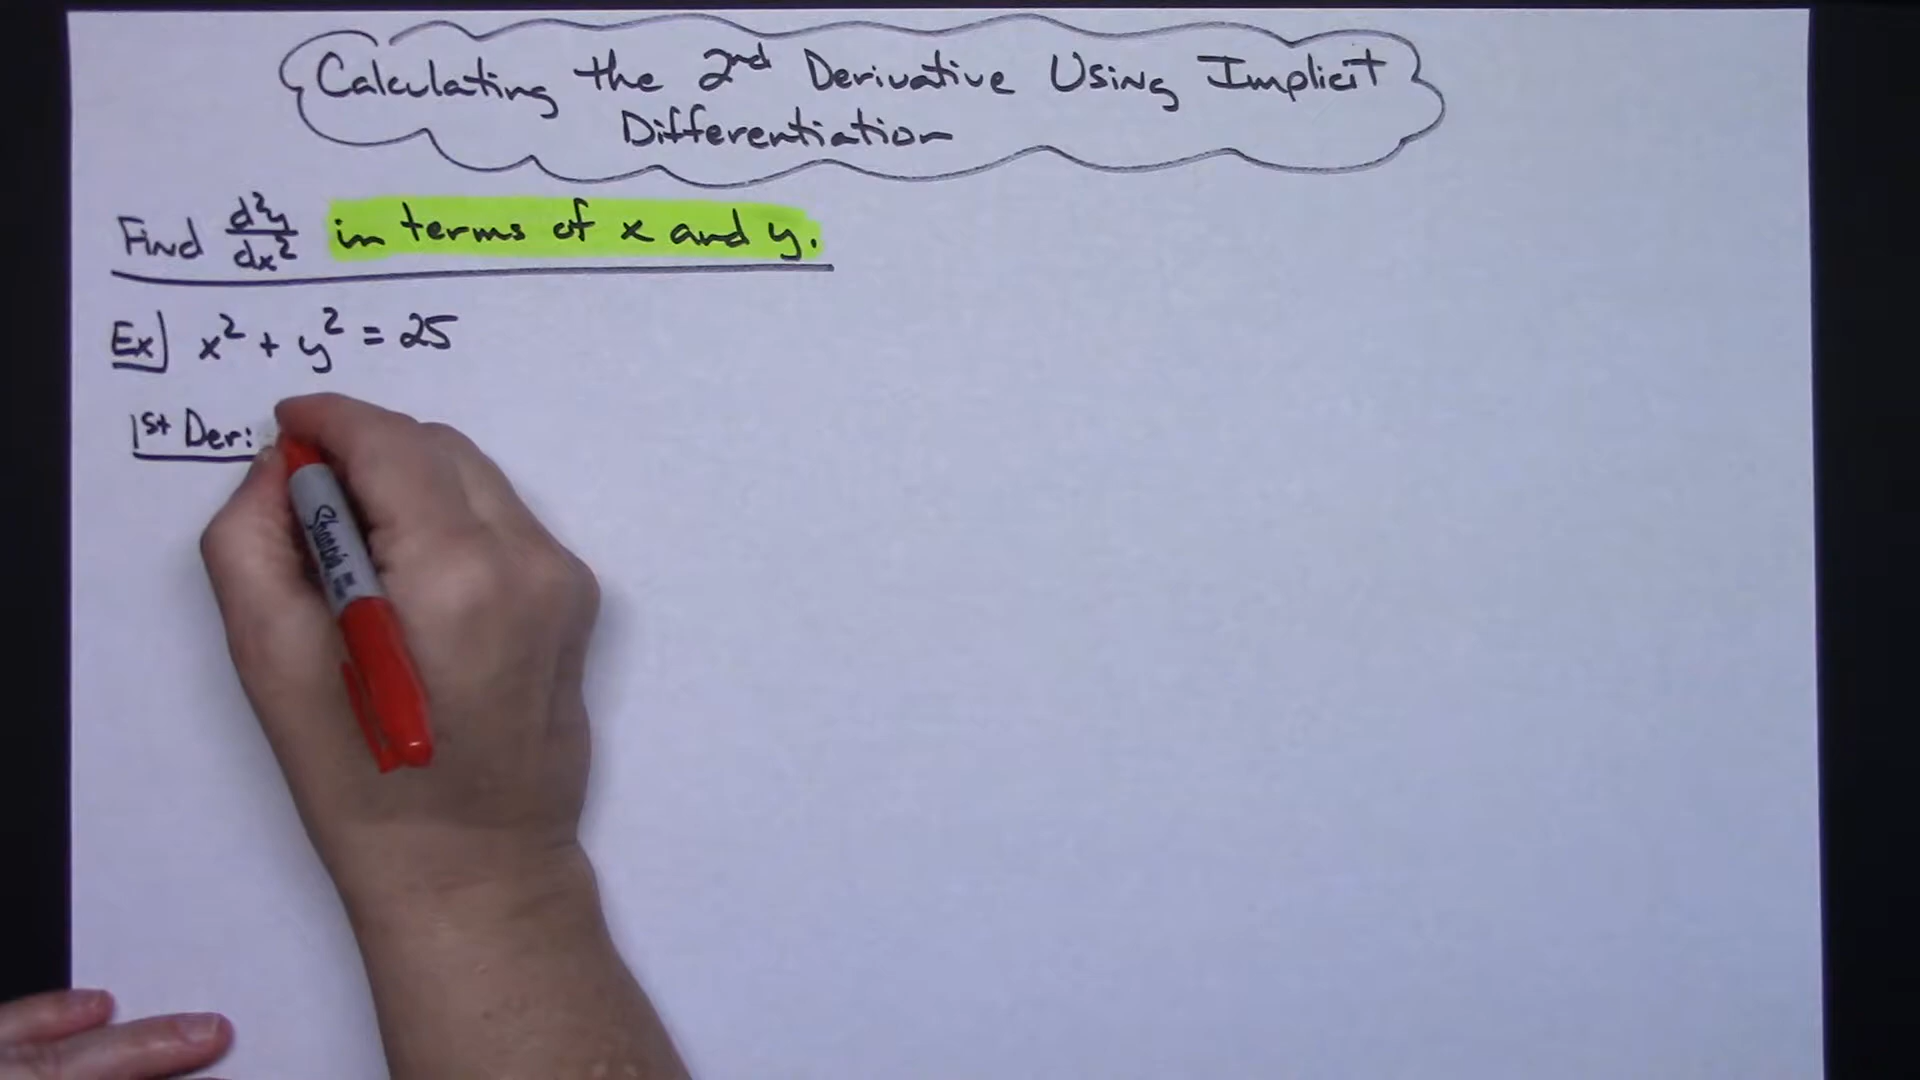 Calculating the 2nd Derivative Using Implicit
Differentiation
Find d²y/dx² in terms of x and y.
Ex] x² + y² = 25
1st Der:
Sharpie